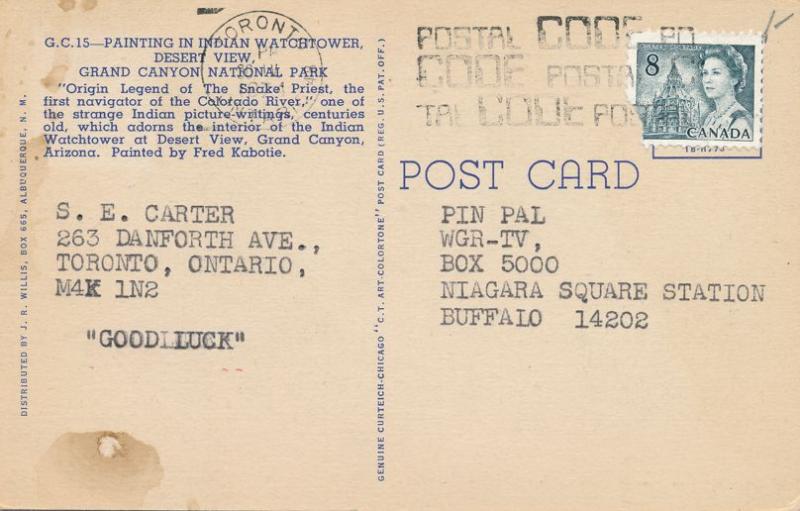 G.C.15—PAINTING IN INDIAN WATCHTOWER,
DESERT VIEW,
GRAND CANYON NATIONAL PARK
"Origin Legend of The Snake Priest, the
first navigator of the Colorado River," one of
the strange Indian picture-writings, centuries
old, which adorns the interior of the Indian
Watchtower at Desert View, Grand Canyon,
Arizona. Painted by Fred Kabotie.
S. E. CARTER
263 DANFORTH AVE.,
TORONTO, ONTARIO,
M4K 1N2
"GOODLLUCK"
DISTRIBUTED BY J. R. WILLIS, BOX 665, ALBUQUERQUE, N. M.
GENUINE CURTEICH-CHICAGO "C.T. ART-COLORTONE" POST CARD (REG. U.S. PAT. OFF.)
TORONTO
POSTAL CODE PO
CODE POSTA
TAL CODE POS
8
CANADA
POST CARD
PIN PAL
WGR-TV,
BOX 5000
NIAGARA SQUARE STATION
BUFFALO 14202